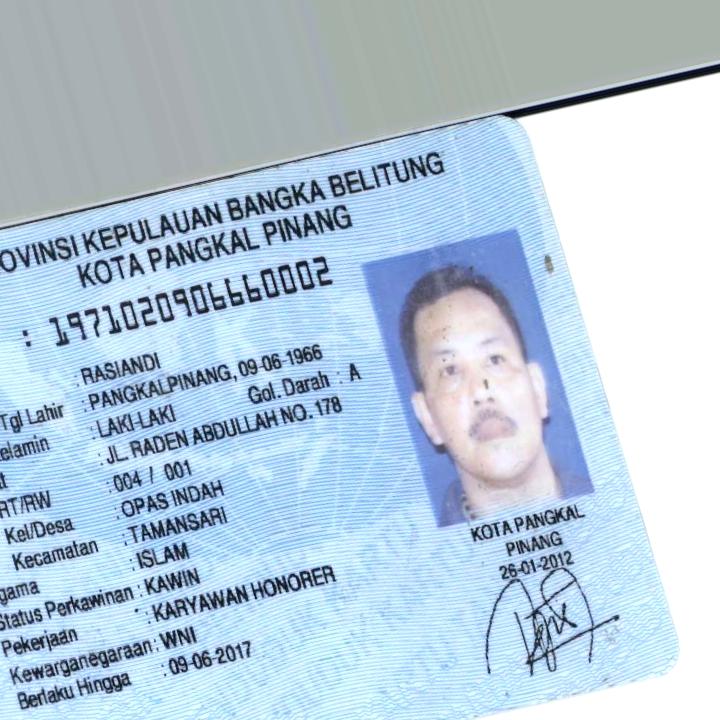 OVINSI KEPULAUAN BANGKA BELITUNG
KOTA PANGKAL PINANG
: 1971020906660002
: RASIANDI
Tgl Lahir : PANGKALPINANG, 09-06-1966
elamin : LAKI-LAKI Gol. Darah : A
t : JL. RADEN ABDULLAH NO. 178
RT/RW : 004 / 001
Kel/Desa : OPAS INDAH
Kecamatan : TAMANSARI
gama : ISLAM
Status Perkawinan : KAWIN
Pekerjaan : KARYAWAN HONORER
Kewarganegaraan : WNI
Berlaku Hingga : 09-06-2017
KOTA PANGKAL
PINANG
26-01-2012